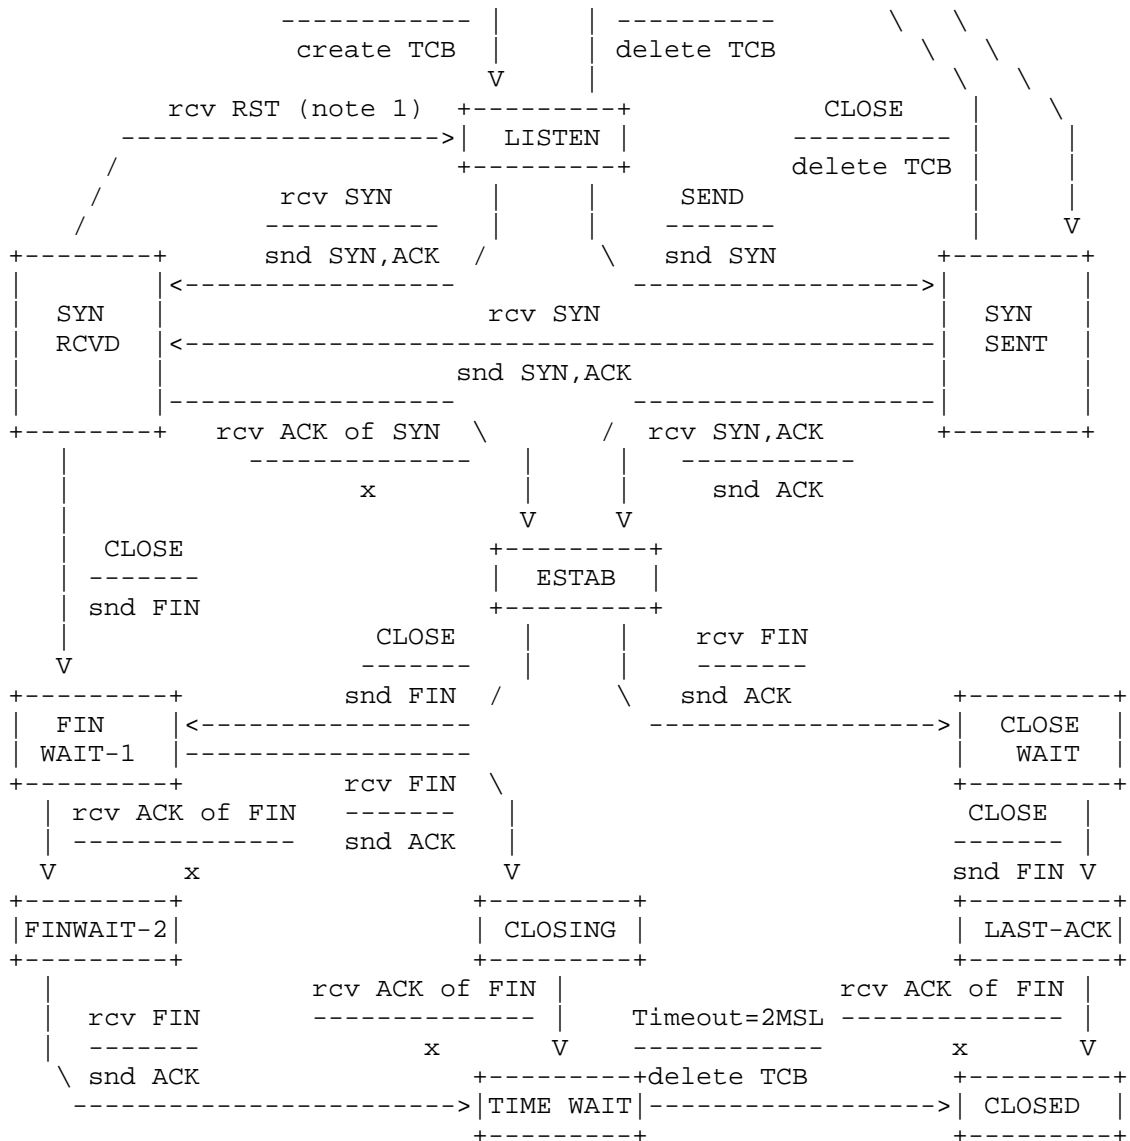 ------------ |         | ----------       \   \
create TCB  |         | delete TCB         \   \
V         |                      \   \
rcv RST (note 1)  +---------+            CLOSE    |    \
------------------->|  LISTEN |          ---------- |     |
/                     +---------+          delete TCB |     |
/           rcv SYN      |     |     SEND              |     |
/           -----------   |     |    -------            |     V
+--------+      snd SYN,ACK  /       \   snd SYN          +--------+
|        |<-----------------           ------------------>|        |
|  SYN   |                    rcv SYN                     |  SYN   |
|  RCVD  |<-----------------------------------------------|  SENT  |
|        |                  snd SYN,ACK                   |        |
|        |------------------           -------------------|        |
+--------+   rcv ACK of SYN  \       /  rcv SYN,ACK       +--------+
|           --------------   |     |   -----------
|                  x         |     |     snd ACK
|                            V     V
|  CLOSE                   +---------+
| -------                  |  ESTAB  |
| snd FIN                  +---------+
|                   CLOSE    |     |    rcv FIN
V                  -------   |     |    -------
+---------+          snd FIN  /       \   snd ACK          +---------+
|  FIN    |<-----------------           ------------------>|  CLOSE  |
| WAIT-1  |------------------                              |   WAIT  |
+---------+          rcv FIN  \                            +---------+
| rcv ACK of FIN   -------   |                            CLOSE  |
| --------------   snd ACK   |                           ------- |
V        x                   V                           snd FIN V
+---------+                  +---------+                   +---------+
|FINWAIT-2|                  | CLOSING |                   | LAST-ACK|
+---------+                  +---------+                   +---------+
|                rcv ACK of FIN |                 rcv ACK of FIN |
|  rcv FIN       -------------- |    Timeout=2MSL -------------- |
|  -------              x       V    ------------        x       V
\ snd ACK                 +---------+delete TCB         +---------+
------------------------>|TIME WAIT|------------------>| CLOSED  |
+---------+                   +---------+